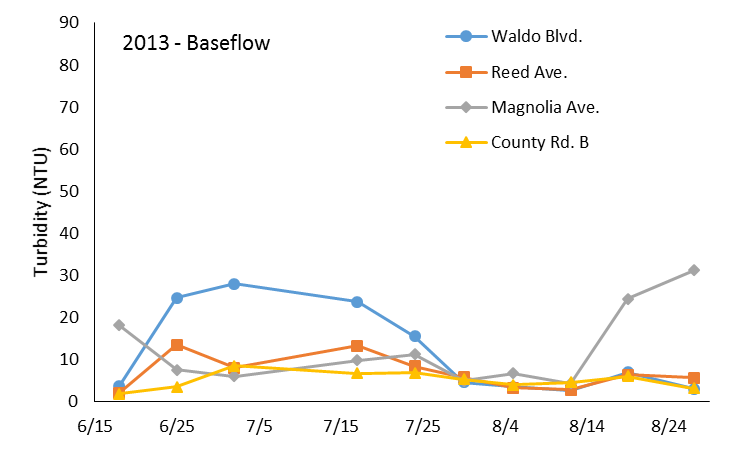 2013 - Baseflow
Waldo Blvd.
Reed Ave.
Magnolia Ave.
County Rd. B
Turbidity (NTU)
90
80
70
60
50
40
30
20
10
0
6/15 6/25 7/5 7/15 7/25 8/4 8/14 8/24